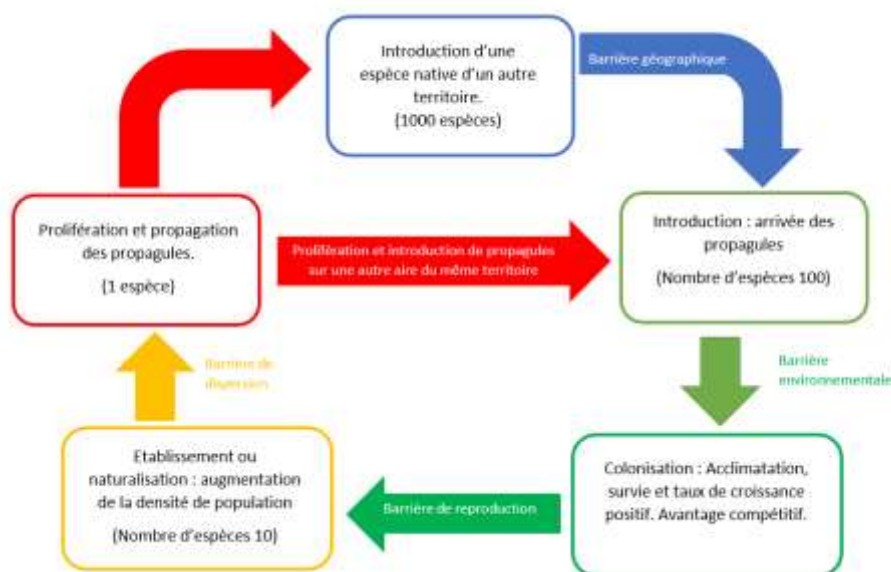 Introduction d'une
espèce native d'un autre
territoire.
(1000 espèces)
Barrière géographique
Prolifération et propagation
des propagules.
(1 espèce)
Prolifération et introduction de propagules
sur une autre aire du même territoire
Introduction : arrivée des
propagules
(Nombre d'espèces 100)
Barrière de
dispersion
Barrière
environnementale
Etablissement ou
naturalisation : augmentation
de la densité de population
(Nombre d'espèces 10)
Barrière de reproduction
Colonisation : Acclimatation,
survie et taux de croissance
positif. Avantage compétitif.